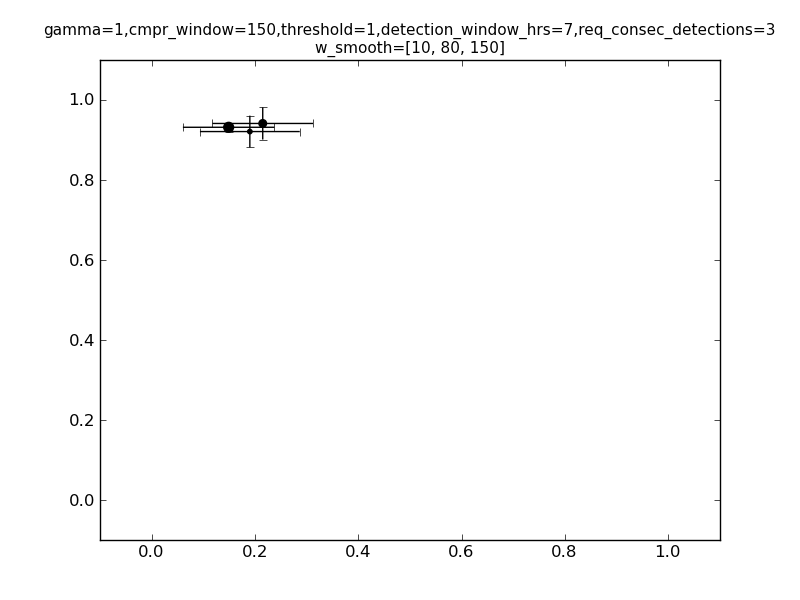 gamma=1,cmpr_window=150,threshold=1,detection_window_hrs=7,req_consec_detections=3
w_smooth=[10, 80, 150]
1.0
0.8
0.6
0.4
0.2
0.0
0.0 0.2 0.4 0.6 0.8 1.0